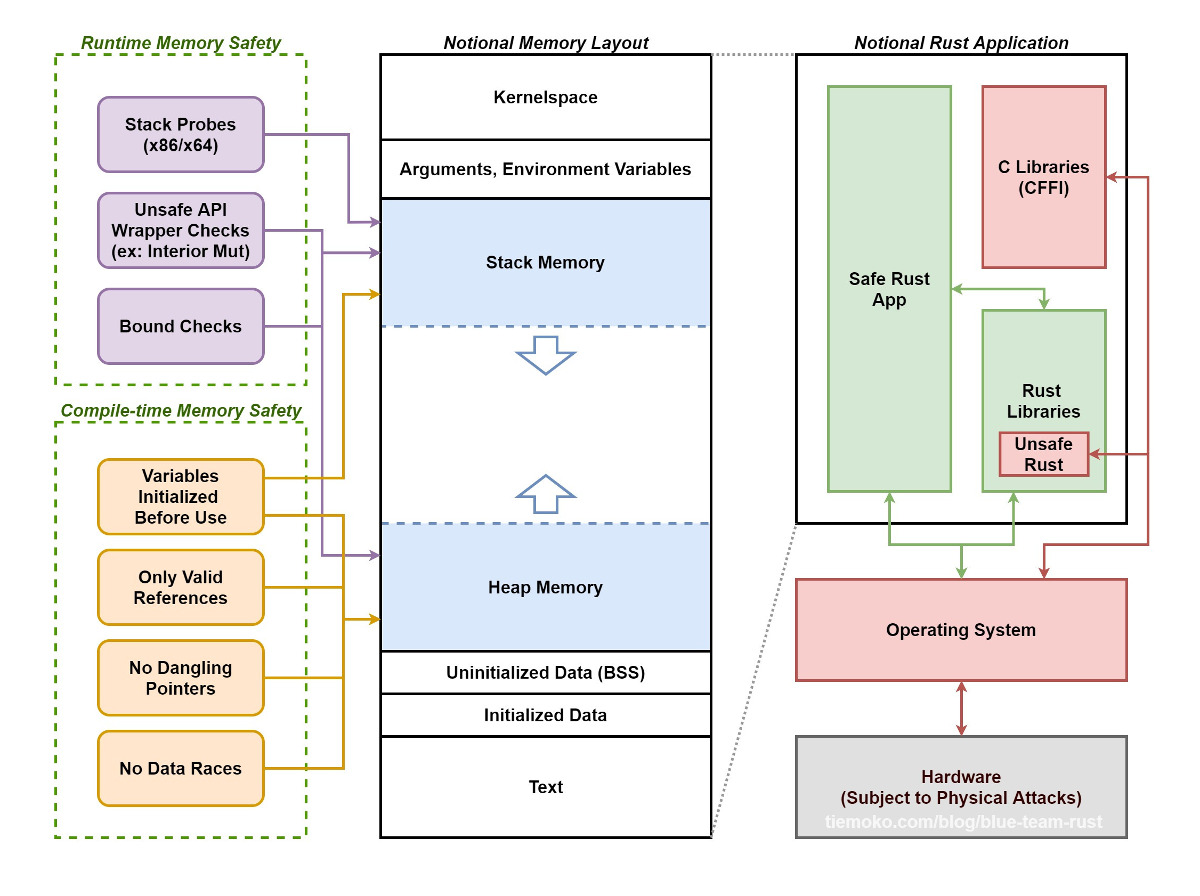 Runtime Memory Safety
Stack Probes
(x86/x64)
Unsafe API
Wrapper Checks
(ex: Interior Mut)
Bound Checks
Compile-time Memory Safety
Variables
Initialized
Before Use
Only Valid
References
No Dangling
Pointers
No Data Races
Notional Memory Layout
Kernelspace
Arguments, Environment Variables
Stack Memory
Heap Memory
Uninitialized Data (BSS)
Initialized Data
Text
Notional Rust Application
Safe Rust
App
C Libraries
(CFFI)
Rust
Libraries
Unsafe
Rust
Operating System
Hardware
(Subject to Physical Attacks)
tiemoko.com/blog/blue-team-rust